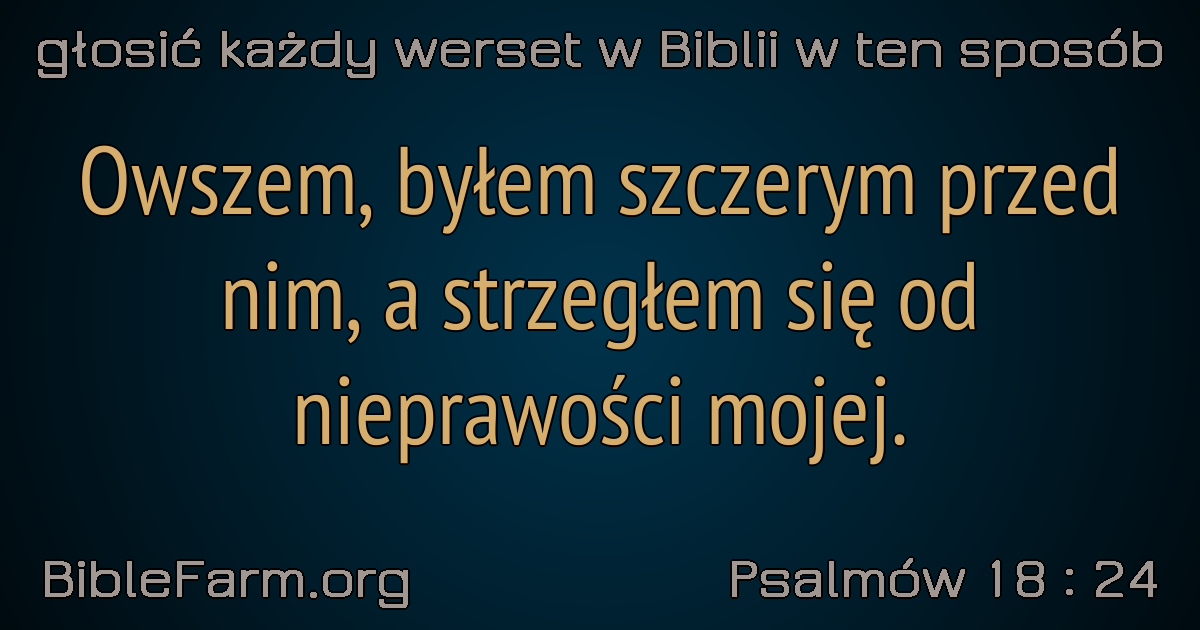 głosić każdy werset w Biblii w ten sposób
Owszem, byłem szczerym przed
nim, a strzegłem się od
nieprawości mojej.
BibleFarm.org
Psalmów 18 : 24